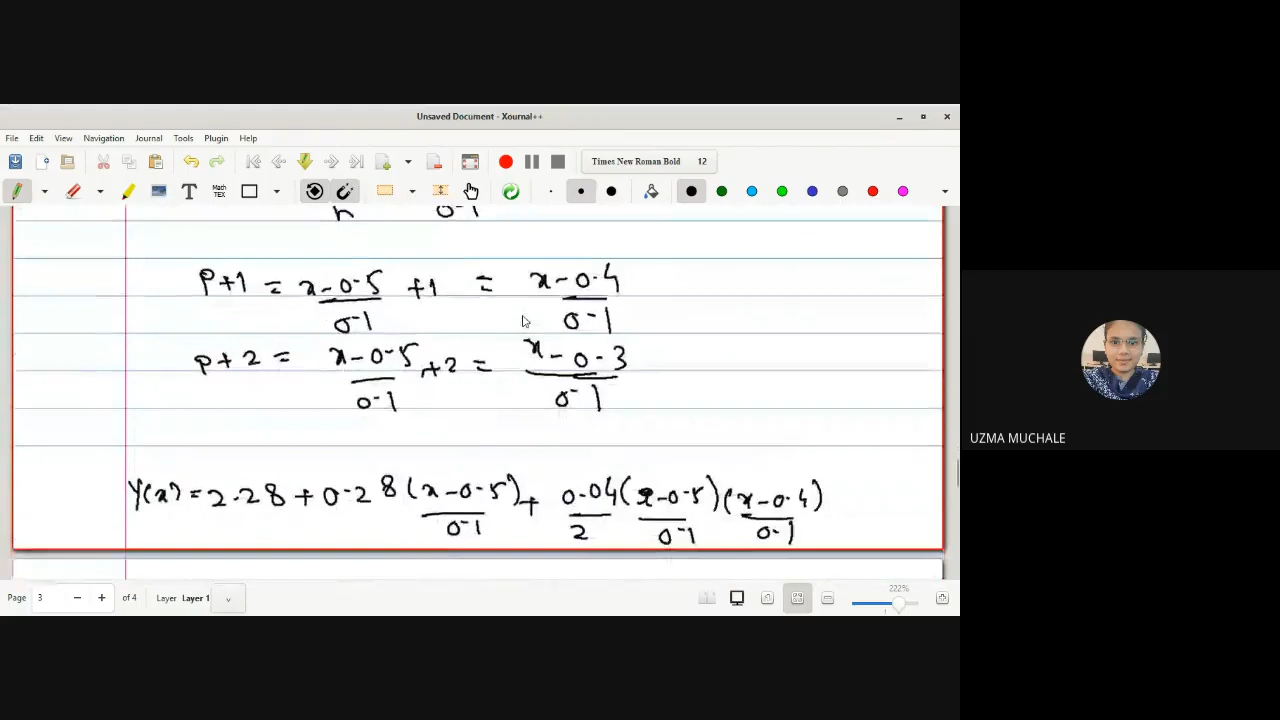 Unsaved Document - Xournal++
File Edit View Navigation Journal Tools Plugin Help
Times New Roman Bold 12
h 0.1
p+1 = x-0.5/0.1 +1 = x-0.4/0.1
p+2 = x-0.5/0.1 +2 = x-0.3/0.1
Y(x) = 2.28 + 0.28 (x-0.5)/0.1 + 0.04/2 (x-0.5)/0.1 (x-0.4)/0.1
Page 3 of 4 Layer Layer 1 222%
UZMA MUCHALE